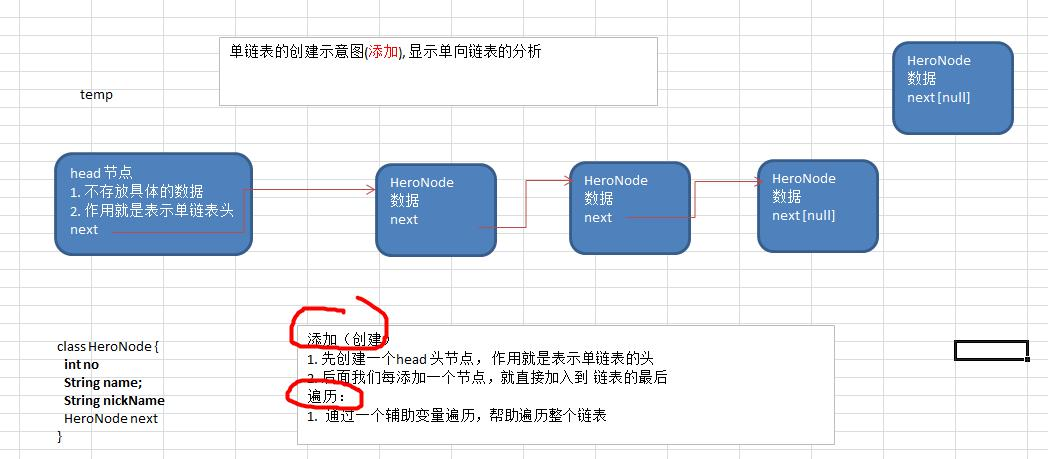 单链表的创建示意图(添加), 显示单向链表的分析
temp
HeroNode
数据
next [null]
head 节点
1. 不存放具体的数据
2. 作用就是表示单链表头
next
HeroNode
数据
next
HeroNode
数据
next
HeroNode
数据
next [null]
class HeroNode {
int no
String name;
String nickName
HeroNode next
}
添加（创建）
1. 先创建一个head 头节点， 作用就是表示单链表的头
2. 后面我们每添加一个节点，就直接加入到 链表的最后
遍历：
1. 通过一个辅助变量遍历，帮助遍历整个链表